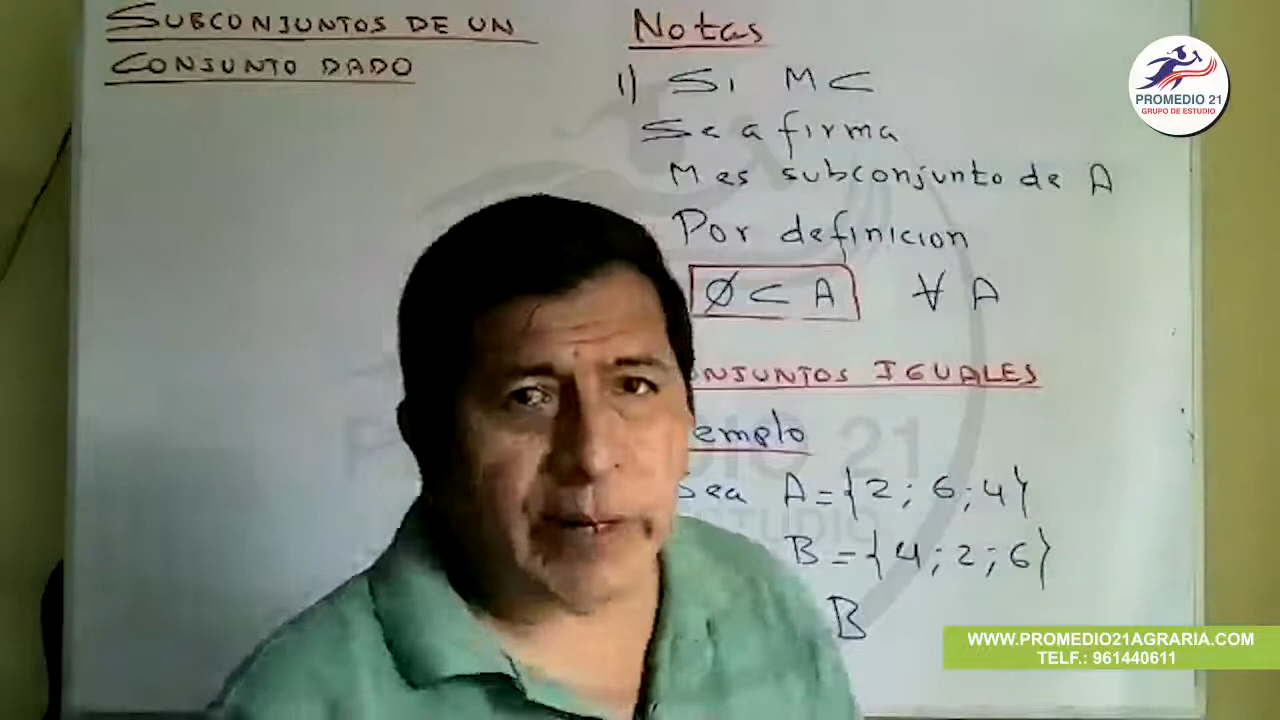 SUBCONJUNTOS DE UN
CONJUNTO DADO
Notas
1) Si M ⊂
Se afirma
M es subconjunto de A
Por definicion
∅ ⊂ A ∀ A
ONJUNTOS IGUALES
emplo
Sea A = {2; 6; 4}
B = {4; 2; 6}
B
PROMEDIO 21
GRUPO DE ESTUDIO
WWW.PROMEDIO21AGRARIA.COM
TELF.: 961440611